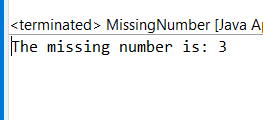 <terminated> MissingNumber [Java Ap
The missing number is: 3